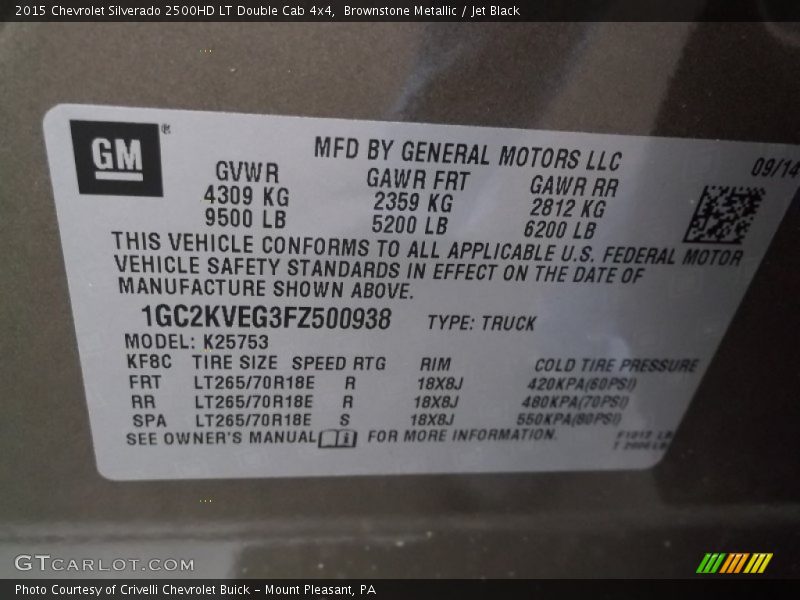 2015 Chevrolet Silverado 2500HD LT Double Cab 4x4, Brownstone Metallic / Jet Black
GM®
MFD BY GENERAL MOTORS LLC
09/14
GVWR GAWR FRT GAWR RR
4309 KG 2359 KG 2812 KG
9500 LB 5200 LB 6200 LB
THIS VEHICLE CONFORMS TO ALL APPLICABLE U.S. FEDERAL MOTOR
VEHICLE SAFETY STANDARDS IN EFFECT ON THE DATE OF
MANUFACTURE SHOWN ABOVE.
1GC2KVEG3FZ500938 TYPE: TRUCK
MODEL: K25753
KF8C TIRE SIZE SPEED RTG RIM COLD TIRE PRESSURE
FRT LT265/70R18E R 18X8J 420KPA(60PSI)
RR LT265/70R18E R 18X8J 480KPA(70PSI)
SPA LT265/70R18E S 18X8J 550KPA(80PSI)
SEE OWNER'S MANUAL i FOR MORE INFORMATION.
GTCARLOT.COM
Photo Courtesy of Crivelli Chevrolet Buick - Mount Pleasant, PA